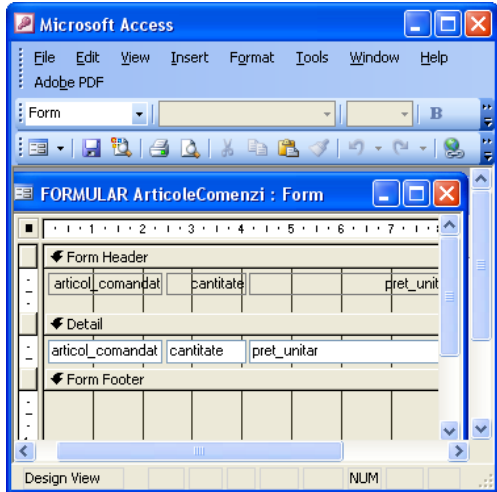 Microsoft Access
File Edit View Insert Format Tools Window Help
Adobe PDF
Form B
FORMULAR ArticoleComenzi : Form
1 2 3 4 5 6 7
Form Header
articol_comandat cantitate pret_unit
Detail
articol_comandat cantitate pret_unitar
Form Footer
Design View NUM